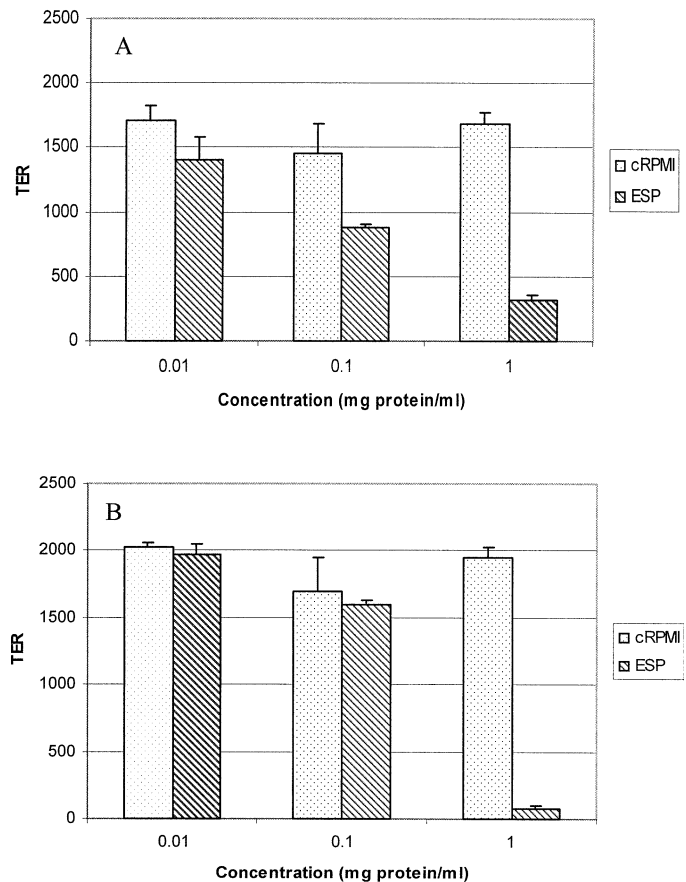 2500
A
2000
1500
TER
1000
500
0
0.01 0.1 1
Concentration (mg protein/ml)
cRPMI
ESP
2500
B
2000
1500
TER
1000
500
0
0.01 0.1 1
Concentration (mg protein/ml)
cRPMI
ESP